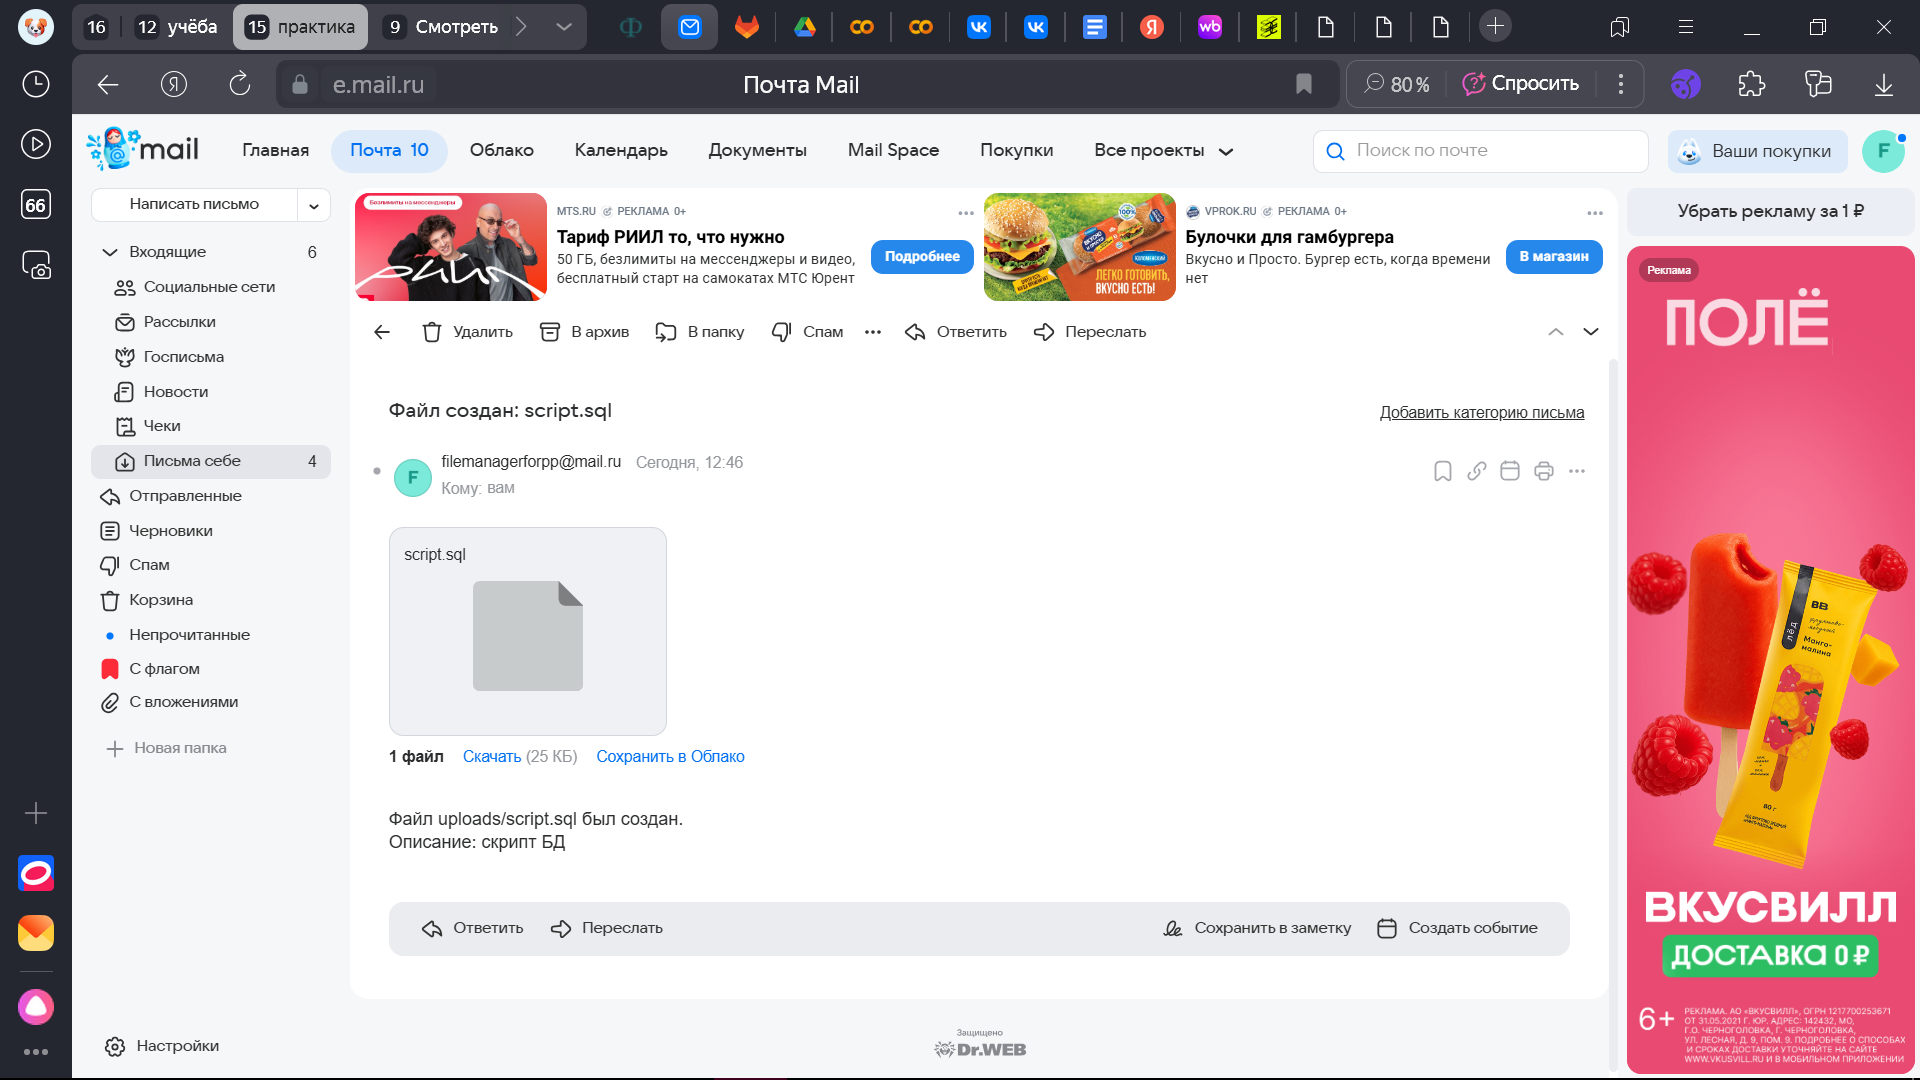 16
12 учёба
15 практика
9 Смотреть
e.mail.ru
Почта Mail
80 %
Спросить
66
mail
Главная
Почта 10
Облако
Календарь
Документы
Mail Space
Покупки
Все проекты
Поиск по почте
Ваши покупки
F
Написать письмо
Входящие 6
Социальные сети
Рассылки
Госписьма
Новости
Чеки
Письма себе 4
Отправленные
Черновики
Спам
Корзина
Непрочитанные
С флагом
С вложениями
Новая папка
Настройки
Безлимиты на мессенджеры
MTS.RU РЕКЛАМА 0+
Тариф РИИЛ то, что нужно
50 ГБ, безлимиты на мессенджеры и видео,
бесплатный старт на самокатах МТС Юрент
Подробнее
100%
КОЛОМЕНСКИЙ
ЛЕГКО ГОТОВИТЬ,
ВКУСНО ЕСТЬ!
VPROK.RU РЕКЛАМА 0+
Булочки для гамбургера
Вкусно и Просто. Бургер есть, когда времени
нет
В магазин
Удалить
В архив
В папку
Спам
Ответить
Переслать
Файл создан: script.sql
Добавить категорию письма
F
filemanagerforpp@mail.ru Сегодня, 12:46
Кому: вам
script.sql
1 файл Скачать (25 КБ) Сохранить в Облако
Файл uploads/script.sql был создан.
Описание: скрипт БД
Ответить
Переслать
Сохранить в заметку
Создать событие
Защищено
Dr.WEB
Убрать рекламу за 1 ₽
Реклама
ПОЛЁ
ВВ
лёд
Манго-
малина
80 г
ВКУСВИЛЛ
ДОСТАВКА 0 ₽
6+
РЕКЛАМА. АО «ВКУСВИЛЛ», ОГРН 1217700253671
ОТ 31.05.2021 Г. ЮР. АДРЕС: 142432, МО,
Г.О. ЧЕРНОГОЛОВКА, Г. ЧЕРНОГОЛОВКА,
УЛ. ЛЕСНАЯ, Д. 9, ПОМ. 9. ПОДРОБНЕЕ О СПОСОБАХ
И СРОКАХ ДОСТАВКИ УТОЧНЯЙТЕ НА САЙТЕ
WWW.VKUSVILL.RU И В МОБИЛЬНОМ ПРИЛОЖЕНИИ